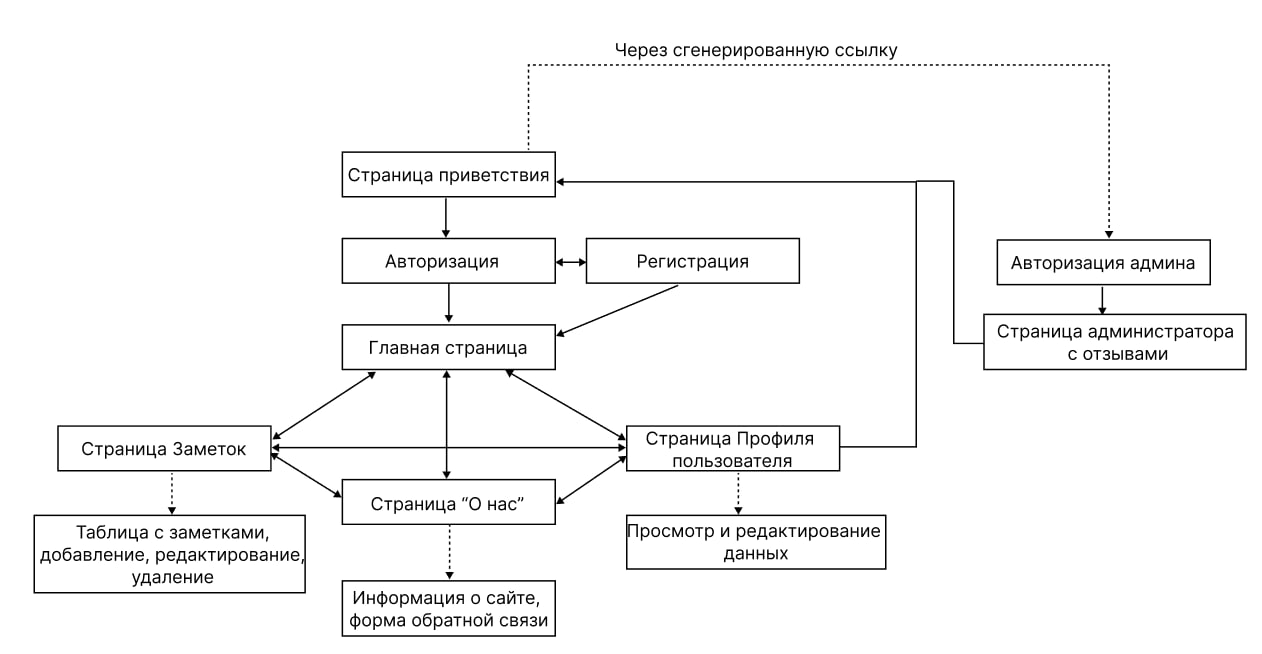 Через сгенерированную ссылку
Страница приветствия
Авторизация
Регистрация
Авторизация админа
Главная страница
Страница администратора
с отзывами
Страница Заметок
Страница Профиля
пользователя
Страница “О нас”
Таблица с заметками,
добавление, редактирование,
удаление
Просмотр и редактирование
данных
Информация о сайте,
форма обратной связи